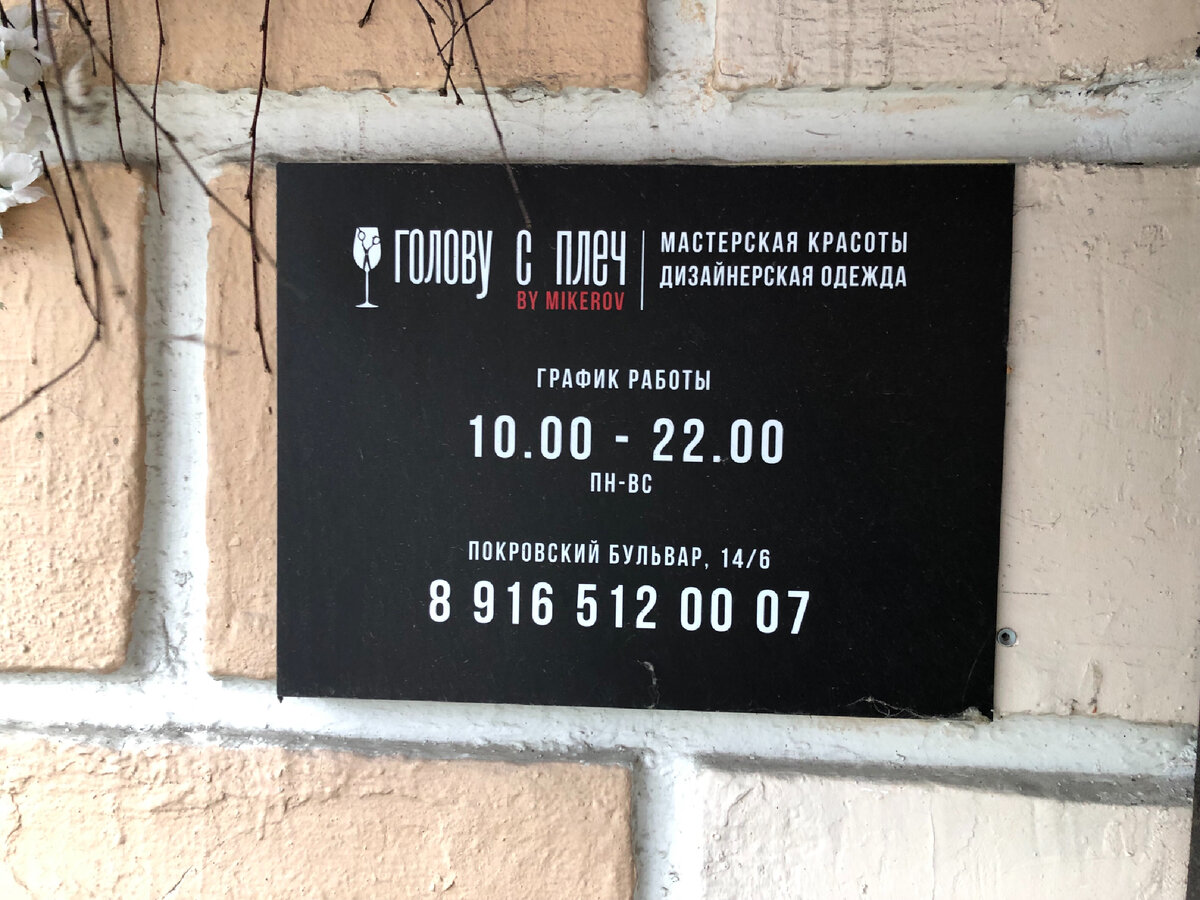 ГОЛОВУ С ПЛЕЧ
BY MIKEROV
МАСТЕРСКАЯ КРАСОТЫ
ДИЗАЙНЕРСКАЯ ОДЕЖДА
ГРАФИК РАБОТЫ
10.00 - 22.00
ПН-ВС
ПОКРОВСКИЙ БУЛЬВАР, 14/6
8 916 512 00 07